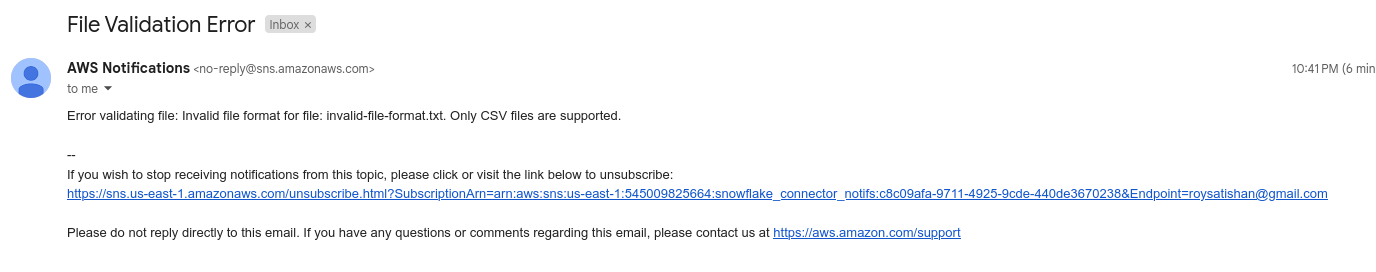 File Validation Error Inbox ×
AWS Notifications <no-reply@sns.amazonaws.com> 10:41 PM (6 min
to me
Error validating file: Invalid file format for file: invalid-file-format.txt. Only CSV files are supported.
--
If you wish to stop receiving notifications from this topic, please click or visit the link below to unsubscribe:
https://sns.us-east-1.amazonaws.com/unsubscribe.html?SubscriptionArn=arn:aws:sns:us-east-1:545009825664:snowflake_connector_notifs:c8c09afa-9711-4925-9cde-440de3670238&Endpoint=roysatishan@gmail.com
Please do not reply directly to this email. If you have any questions or comments regarding this email, please contact us at https://aws.amazon.com/support